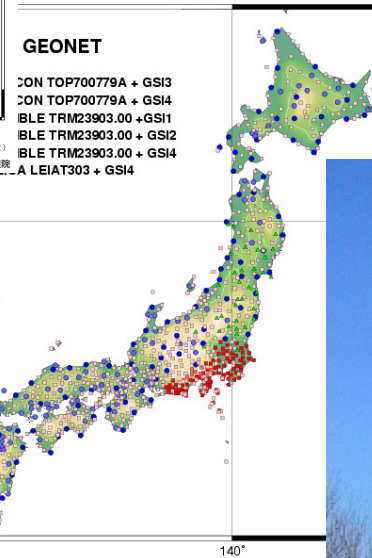 GEONET
CON TOP700779A + GSI3
CON TOP700779A + GSI4
BLE TRM23903.00 +GSI1
BLE TRM23903.00 + GSI2
BLE TRM23903.00 + GSI4
A LEIAT303 + GSI4
院
140°